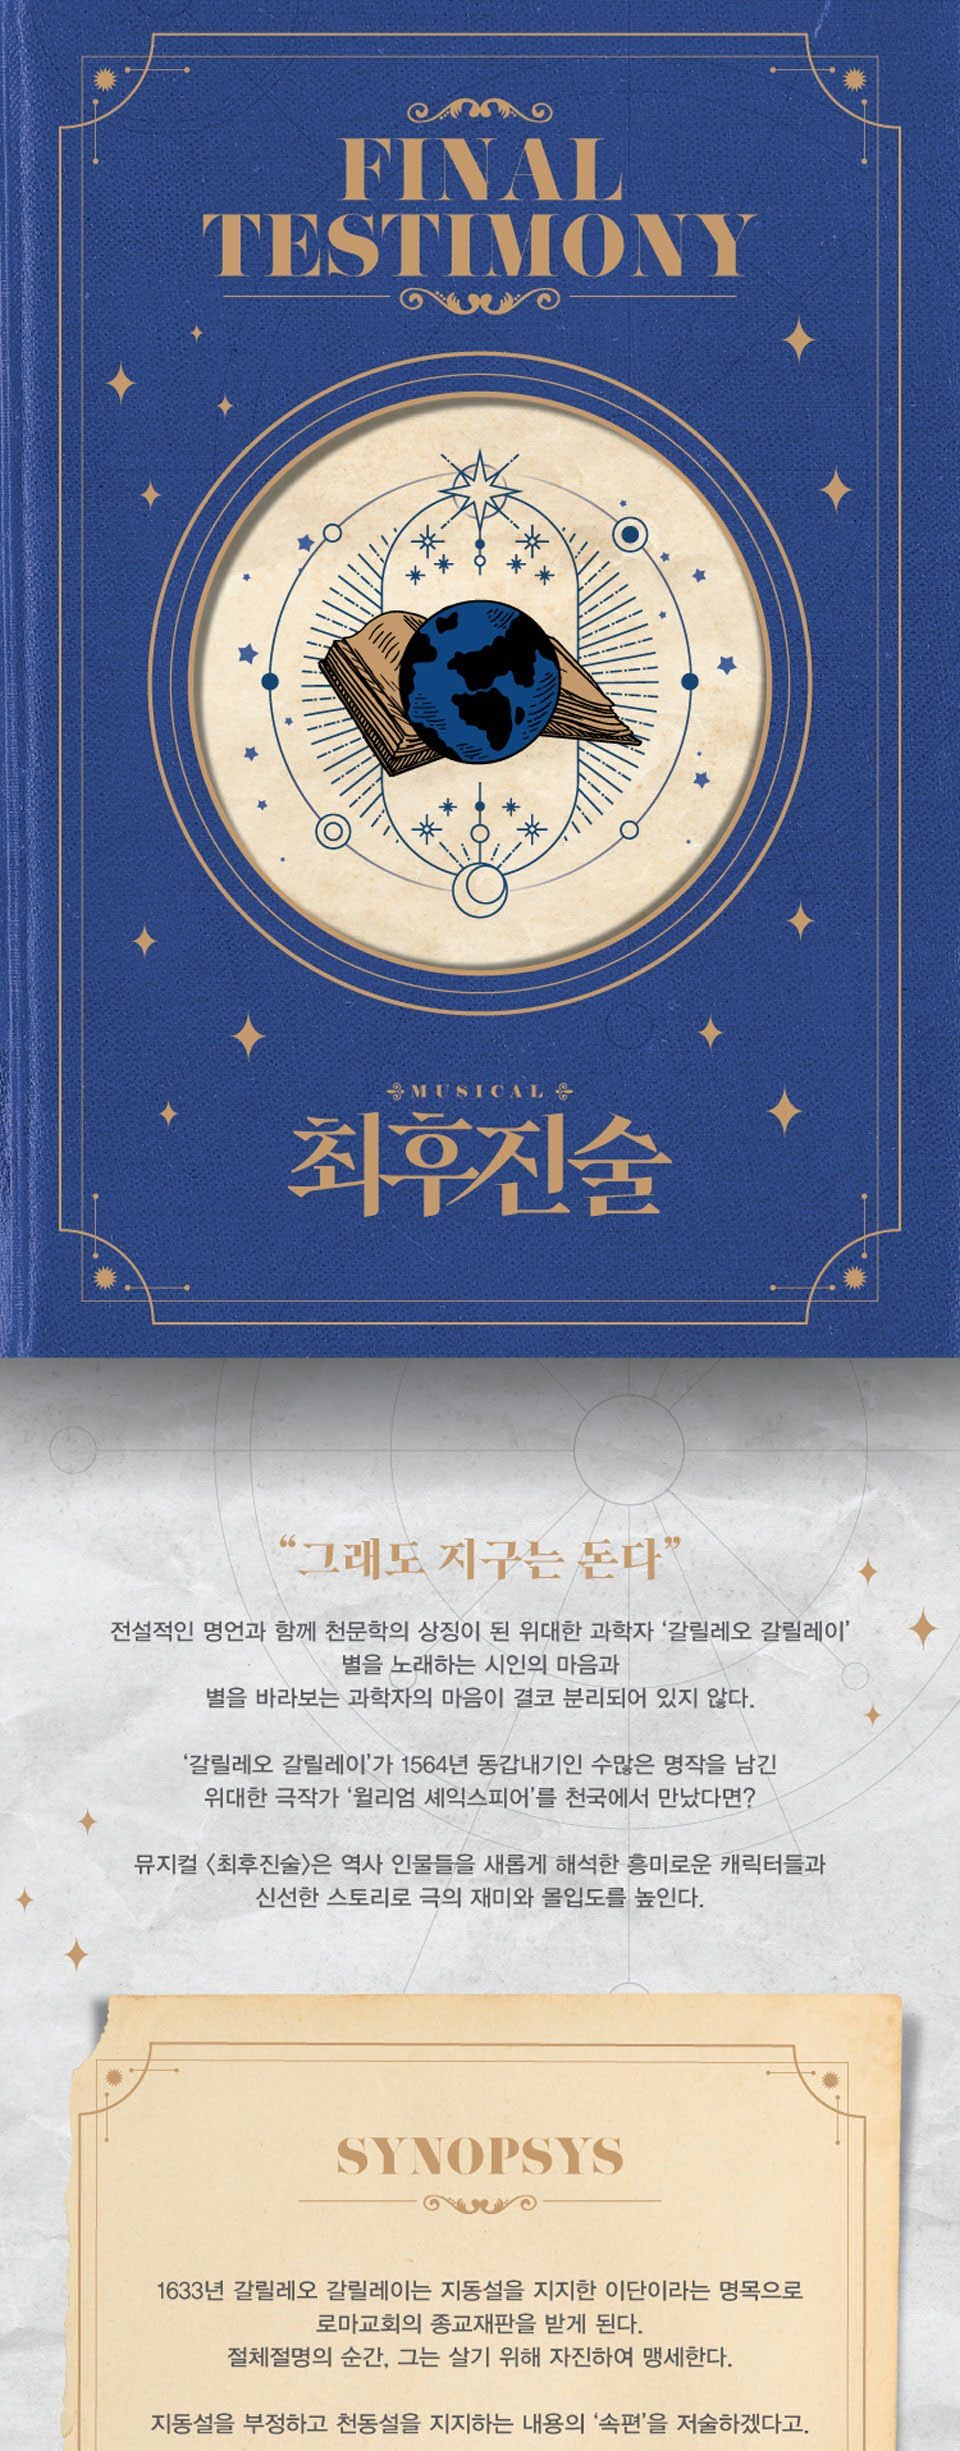 FINAL
TESTIMONY
MUSICAL
최후진술
“그래도 지구는 돈다”
전설적인 명언과 함께 천문학의 상징이 된 위대한 과학자 ‘갈릴레오 갈릴레이’
별을 노래하는 시인의 마음과
별을 바라보는 과학자의 마음이 결코 분리되어 있지 않다.
‘갈릴레오 갈릴레이’가 1564년 동갑내기인 수많은 명작을 남긴
위대한 극작가 ‘윌리엄 셰익스피어’를 천국에서 만났다면?
뮤지컬 〈최후진술〉은 역사 인물들을 새롭게 해석한 흥미로운 캐릭터들과
신선한 스토리로 극의 재미와 몰입도를 높인다.
SYNOPSYS
1633년 갈릴레오 갈릴레이는 지동설을 지지한 이단이라는 명목으로
로마교회의 종교재판을 받게 된다.
절체절명의 순간, 그는 살기 위해 자진하여 맹세한다.
지동설을 부정하고 천동설을 지지하는 내용의 ‘속편’을 저술하겠다고.